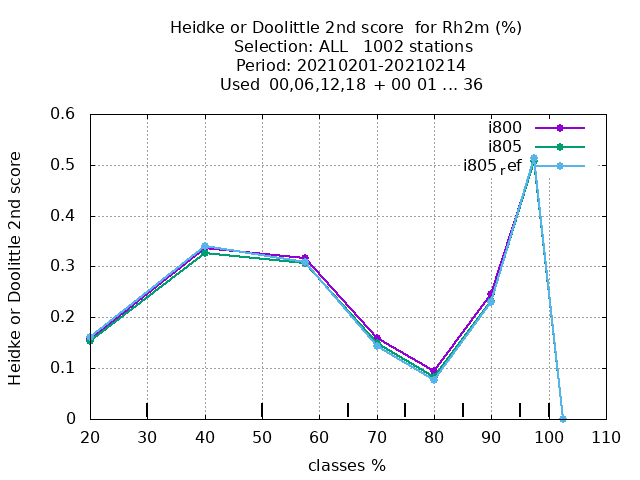 Heidke or Doolittle 2nd score  for Rh2m (%)
Selection: ALL   1002 stations
Period: 20210201-20210214
Used  00,06,12,18  + 00 01 ... 36
i800
i805
i805ref
Heidke or Doolittle 2nd score
0.6
0.5
0.4
0.3
0.2
0.1
0
20 30 40 50 60 70 80 90 100 110
classes %